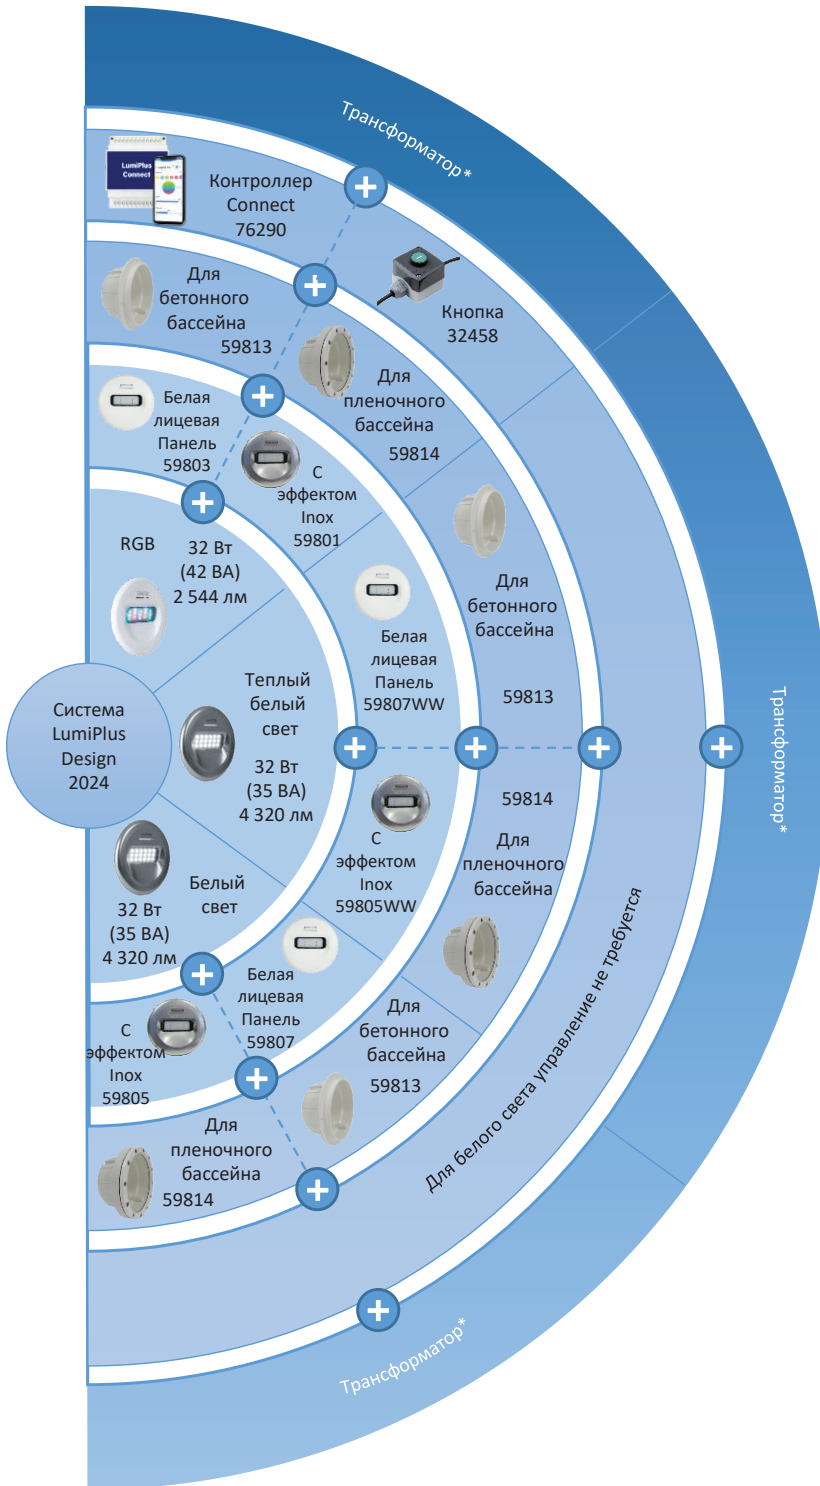 Трансформатор*
LumiPlus
Connect
Контроллер
Connect
76290
Кнопка
32458
Для
бетонного
бассейна
59813
Для
пленочного
бассейна
59814
Белая
лицевая
Панель
59803
С
эффектом
Inox
59801
RGB
32 Вт
(42 ВА)
2 544 лм
Для
бетонного
бассейна
59813
Белая
лицевая
Панель
59807WW
Теплый
белый
свет
32 Вт
(35 ВА)
4 320 лм
Система
LumiPlus
Design
2024
Трансформатор*
59814
Для
пленочного
бассейна
С
эффектом
Inox
59805WW
Белый
свет
32 Вт
(35 ВА)
4 320 лм
Белая
лицевая
Панель
59807
С
эффектом
Inox
59805
Для
бетонного
бассейна
59813
Для
пленочного
бассейна
59814
Для белого света управление не требуется
Трансформатор*